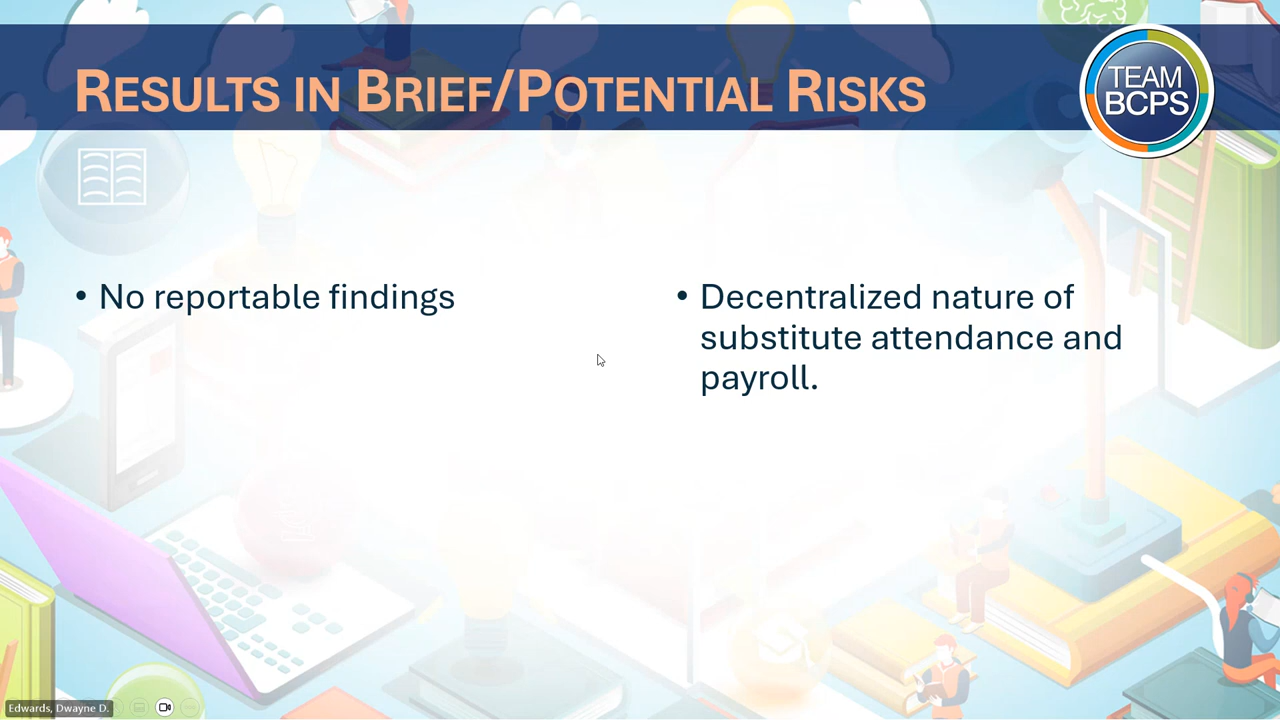 RESULTS IN BRIEF/POTENTIAL RISKS
TEAM
BCPS
• No reportable findings
• Decentralized nature of
substitute attendance and
payroll.
Edwards, Dwayne D.